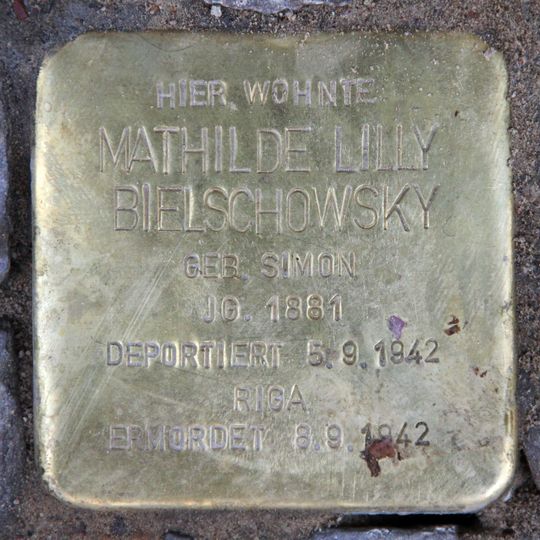 HIER WOHNTE
MATHILDE LILLY
BIELSCHOWSKY
GEB. SIMON
JG. 1881
DEPORTIERT 5.9.1942
RIGA
ERMORDET 8.9.1942